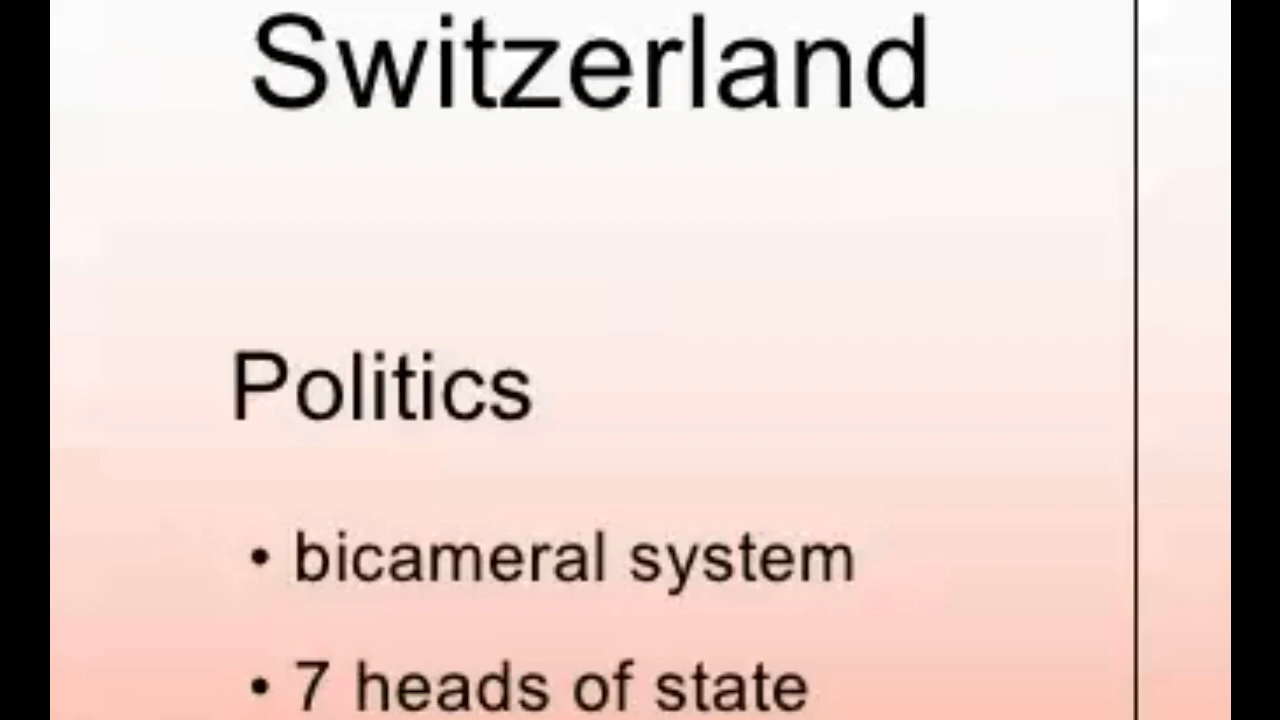 Switzerland
Politics
• bicameral system
• 7 heads of state